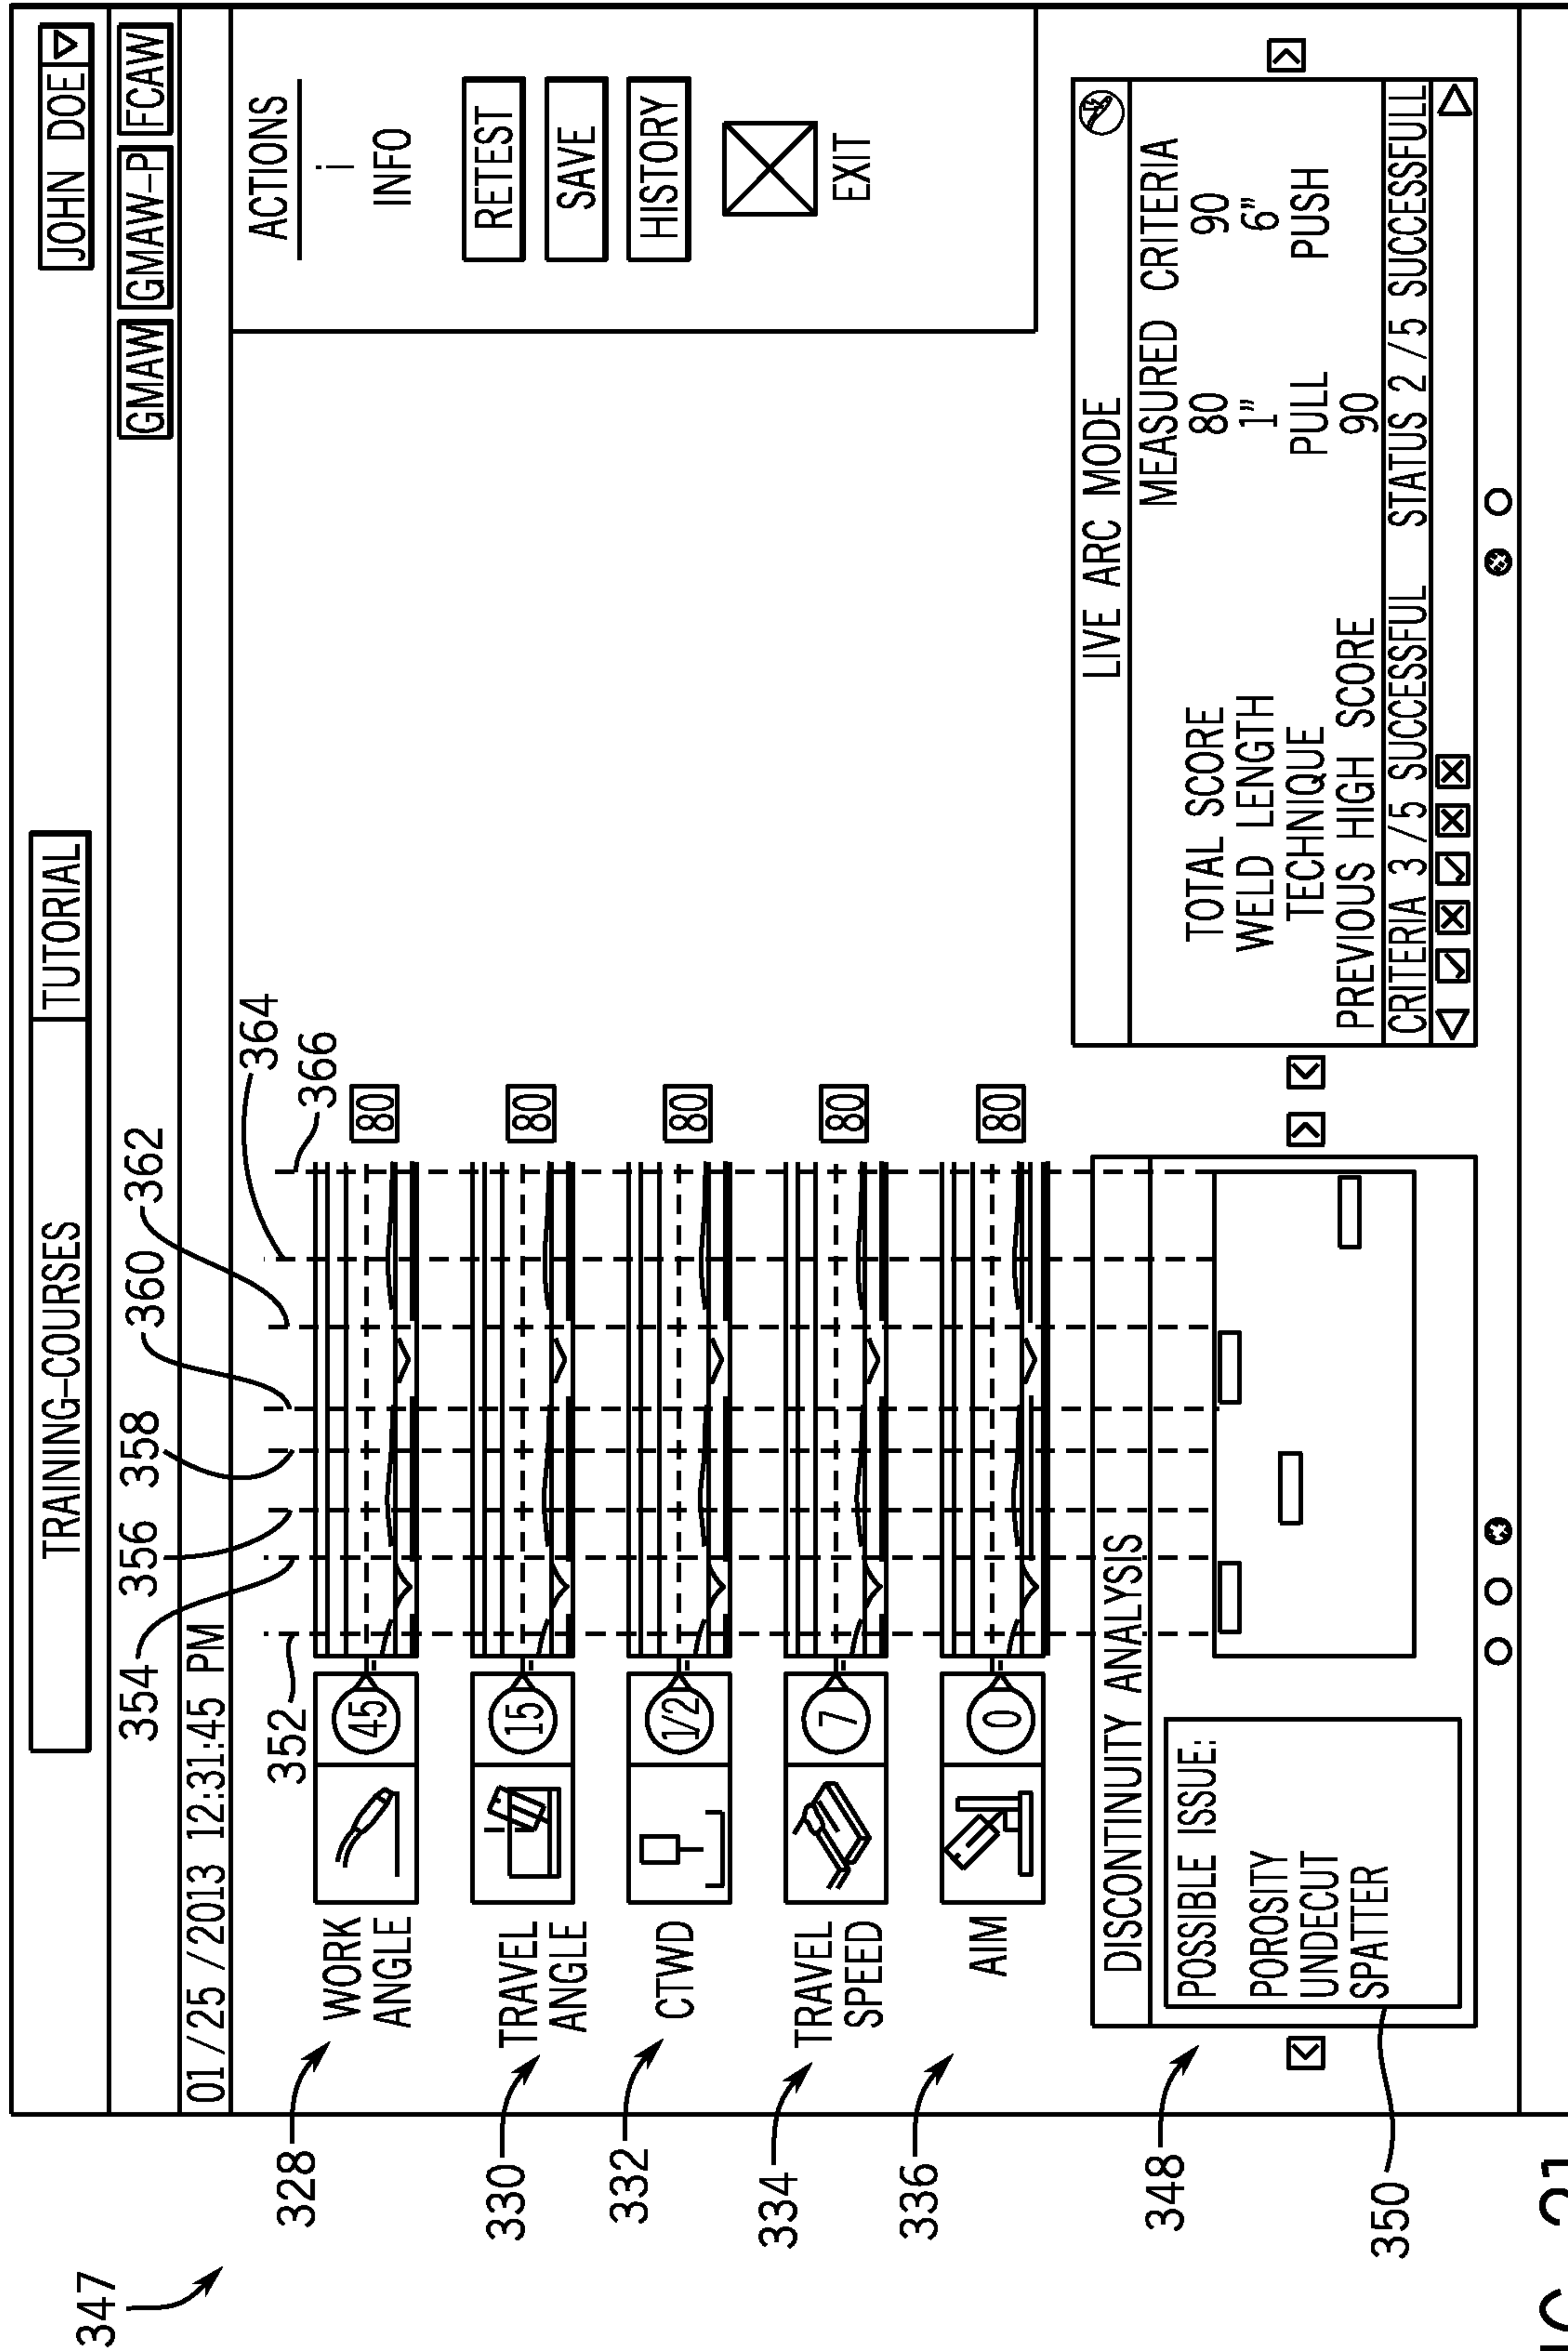 347
TRAINING-COURSES TUTORIAL
JOHN DOE
GMAW GMAW-P FCAW
01/25/2013 12:31:45 PM
352
354
356
358
360
362
364
366
328
WORK
ANGLE
45
80
330
TRAVEL
ANGLE
15
80
332
CTWD
1/2
80
334
TRAVEL
SPEED
7
80
336
AIM
0
80
ACTIONS
i
INFO
RETEST
SAVE
HISTORY
EXIT
348
DISCONTINUITY ANALYSIS
POSSIBLE ISSUE:
POROSITY
UNDECUT
SPATTER
350
LIVE ARC MODE
MEASURED CRITERIA
TOTAL SCORE 80 90
WELD LENGTH 1" 6"
TECHNIQUE PULL PUSH
PREVIOUS HIGH SCORE 90
CRITERIA 3 /5 SUCCESSFUL STATUS 2 /5 SUCCESSFULL